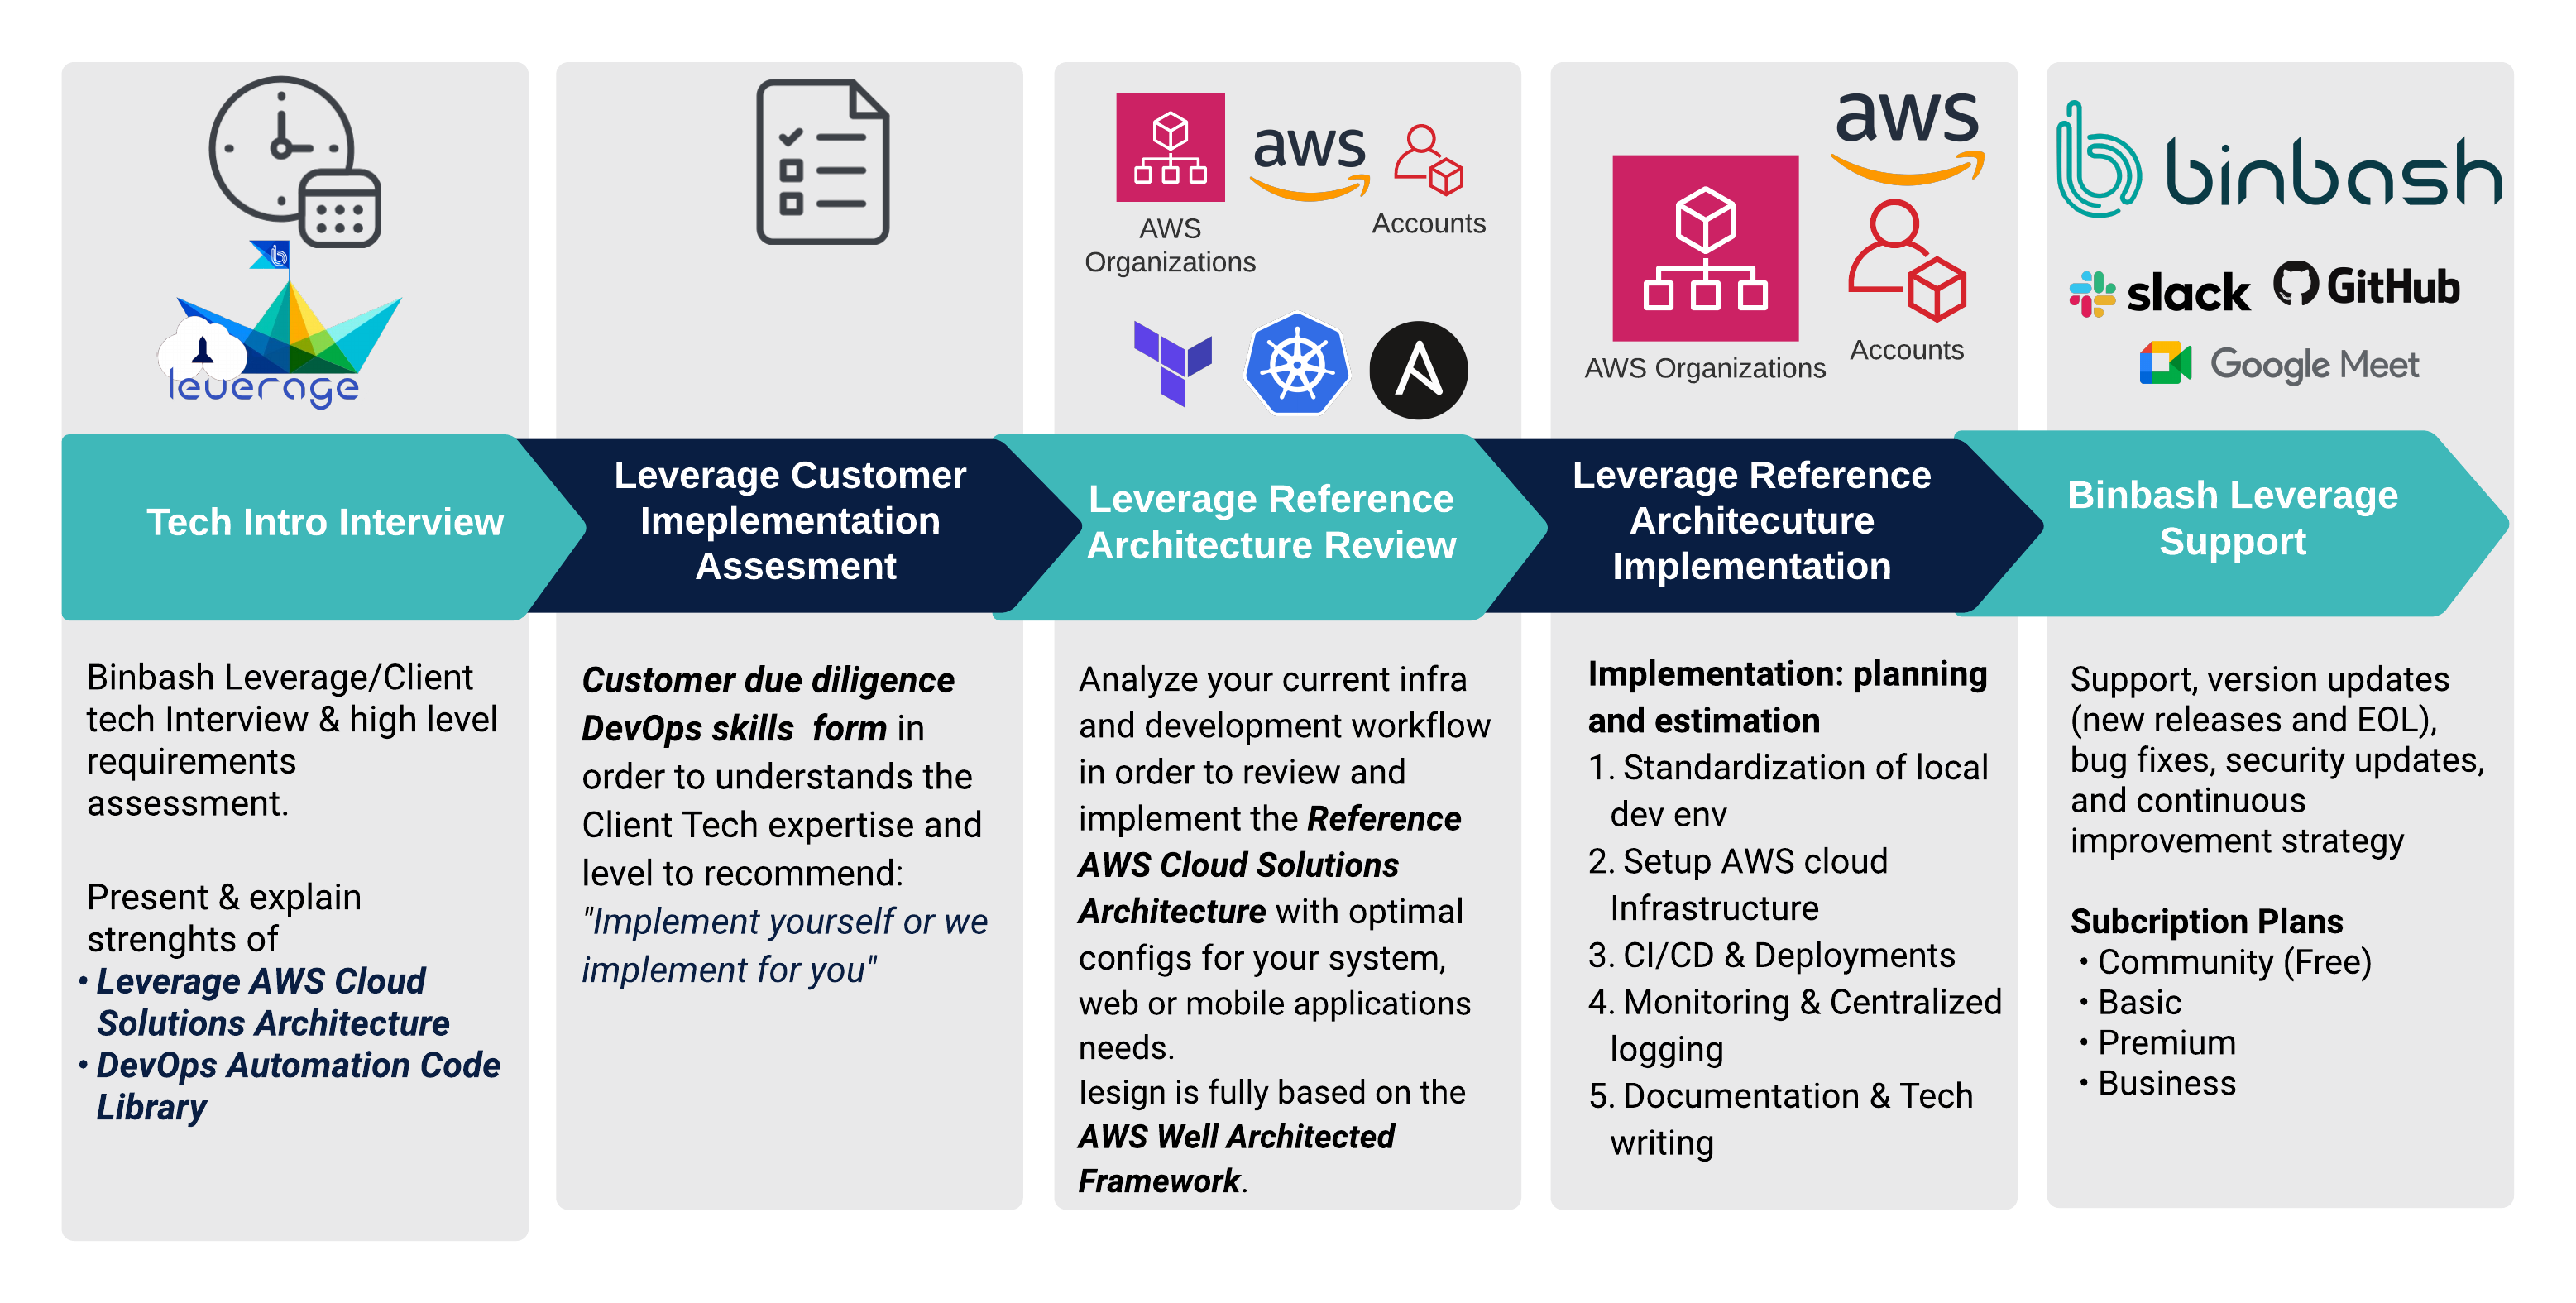 leverage
Tech Intro Interview
Binbash Leverage/Client
tech Interview & high level
requirements
assessment.
Present & explain
strenghts of
• Leverage AWS Cloud
Solutions Architecture
• DevOps Automation Code
Library
Leverage Customer
Imeplementation
Assesment
Customer due diligence
DevOps skills form in
order to understands the
Client Tech expertise and
level to recommend:
"Implement yourself or we
implement for you"
AWS
Organizations
aws
Accounts
Leverage Reference
Architecture Review
Analyze your current infra
and development workflow
in order to review and
implement the Reference
AWS Cloud Solutions
Architecture with optimal
configs for your system,
web or mobile applications
needs.
Iesign is fully based on the
AWS Well Architected
Framework.
aws
AWS Organizations
Accounts
Leverage Reference
Architecuture
Implementation
Implementation: planning
and estimation
1. Standardization of local
dev env
2. Setup AWS cloud
Infrastructure
3. CI/CD & Deployments
4. Monitoring & Centralized
logging
5. Documentation & Tech
writing
binbash
slack
GitHub
Google Meet
Binbash Leverage
Support
Support, version updates
(new releases and EOL),
bug fixes, security updates,
and continuous
improvement strategy
Subcription Plans
• Community (Free)
• Basic
• Premium
• Business